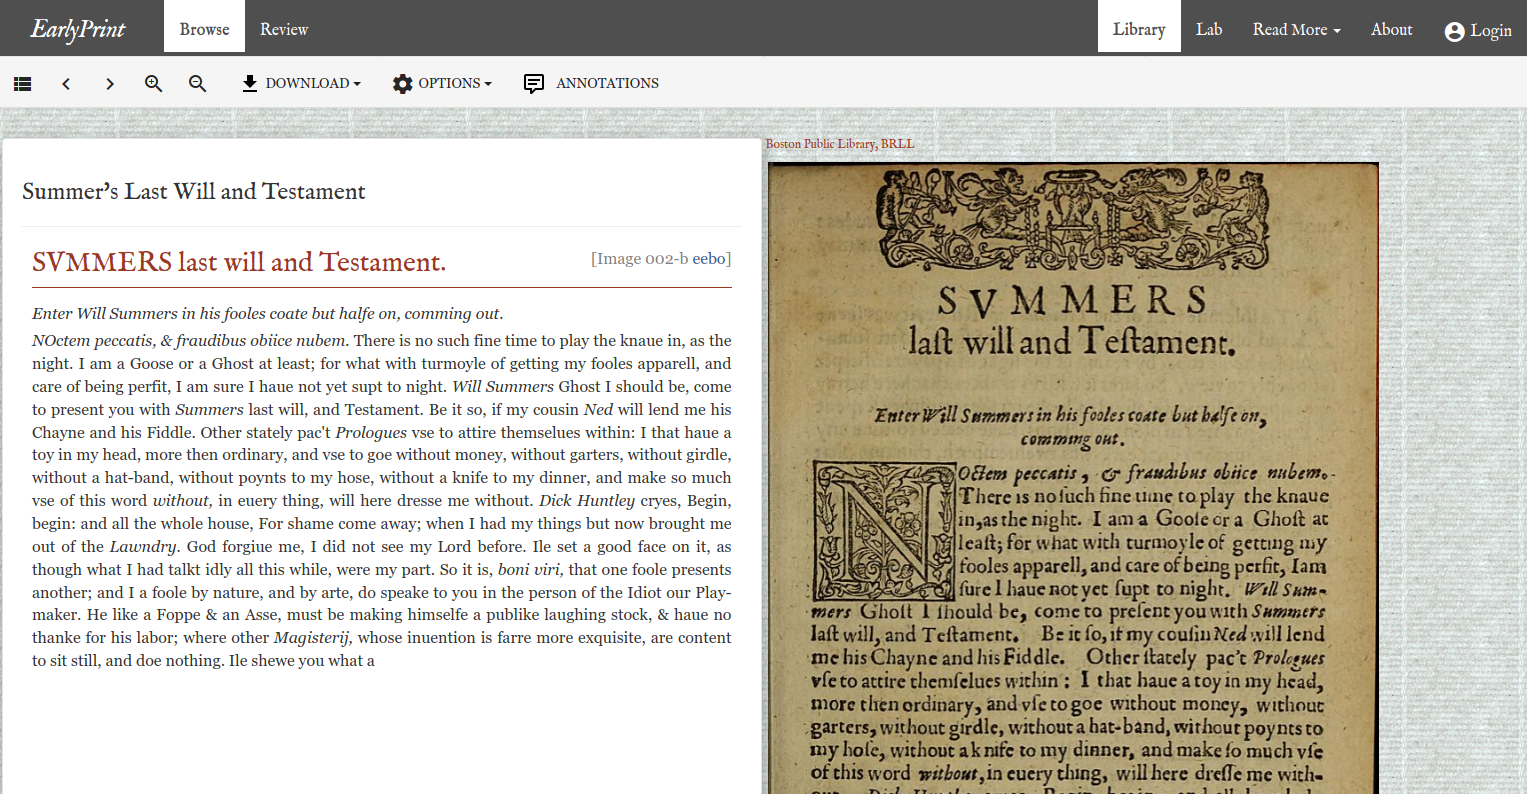 EarlyPrint Browse Review Library Lab Read More About Login
DOWNLOAD OPTIONS ANNOTATIONS
Summer's Last Will and Testament
SVMMERS last will and Testament. [Image 002-b eebo]
Enter Will Summers in his fooles coate but halfe on, comming out.
NOctem peccatis, & fraudibus obiice nubem. There is no such fine time to play the knaue in, as the
night. I am a Goose or a Ghost at least; for what with turmoyle of getting my fooles apparell, and
care of being perfit, I am sure I haue not yet supt to night. Will Summers Ghost I should be, come
to present you with Summers last will, and Testament. Be it so, if my cousin Ned will lend me his
Chayne and his Fiddle. Other stately pac't Prologues vse to attire themselues within: I that haue a
toy in my head, more then ordinary, and vse to goe without money, without garters, without girdle,
without a hat-band, without poynts to my hose, without a knife to my dinner, and make so much
vse of this word without, in euery thing, will here dresse me without. Dick Huntley cryes, Begin,
begin: and all the whole house, For shame come away; when I had my things but now brought me
out of the Lawndry. God forgiue me, I did not see my Lord before. Ile set a good face on it, as
though what I had talkt idly all this while, were my part. So it is, boni viri, that one foole presents
another; and I a foole by nature, and by arte, do speake to you in the person of the Idiot our Play-
maker. He like a Foppe & an Asse, must be making himselfe a publike laughing stock, & haue no
thanke for his labor; where other Magisterij, whose inuention is farre more exquisite, are content
to sit still, and doe nothing. Ile shewe you what a
Boston Public Library, BRLL
SVMMERS
laſt will and Teſtament.
Enter Will Summers in his fooles coate but halfe on,
comming out.
NOctem peccatis, & fraudibus obiice nubem.
There is no ſuch fine time to play the knaue
in, as the night. I am a Gooſe or a Ghoſt at
leaſt; for what with turmoyle of getting my
fooles apparell, and care of being perfit, I am
ſure I haue not yet ſupt to night. Will Sum-
mers Ghoſt I ſhould be, come to preſent you with Summers
laſt will, and Teſtament. Be it ſo, if my couſin Ned will lend
me his Chayne and his Fiddle. Other ſtately pac't Prologues
vſe to attire themſelues within: I that haue a toy in my head,
more then ordinary, and vſe to goe without money, without
garters, without girdle, without a hat-band, without poynts to
my hoſe, without a knife to my dinner, and make ſo much vſe
of this word without, in euery thing, will here dreſſe me with-